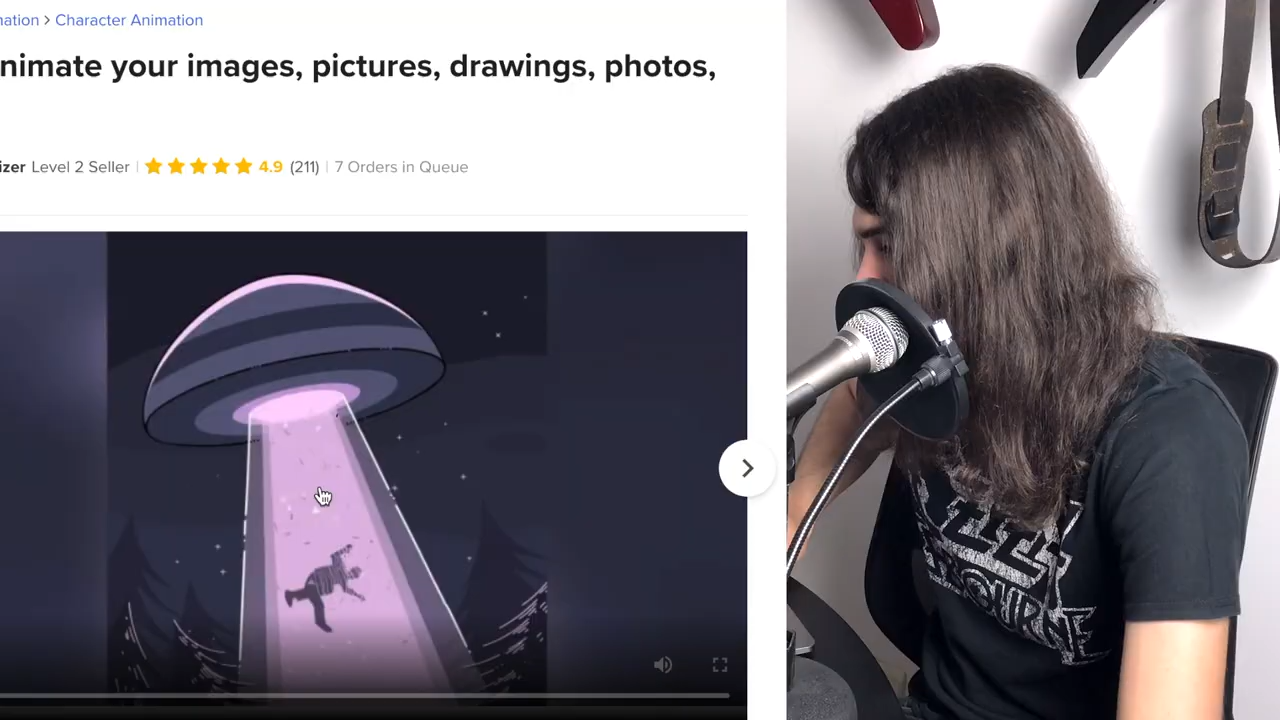 nation > Character Animation
nimate your images, pictures, drawings, photos,
izer Level 2 Seller | 4.9 (211) | 7 Orders in Queue